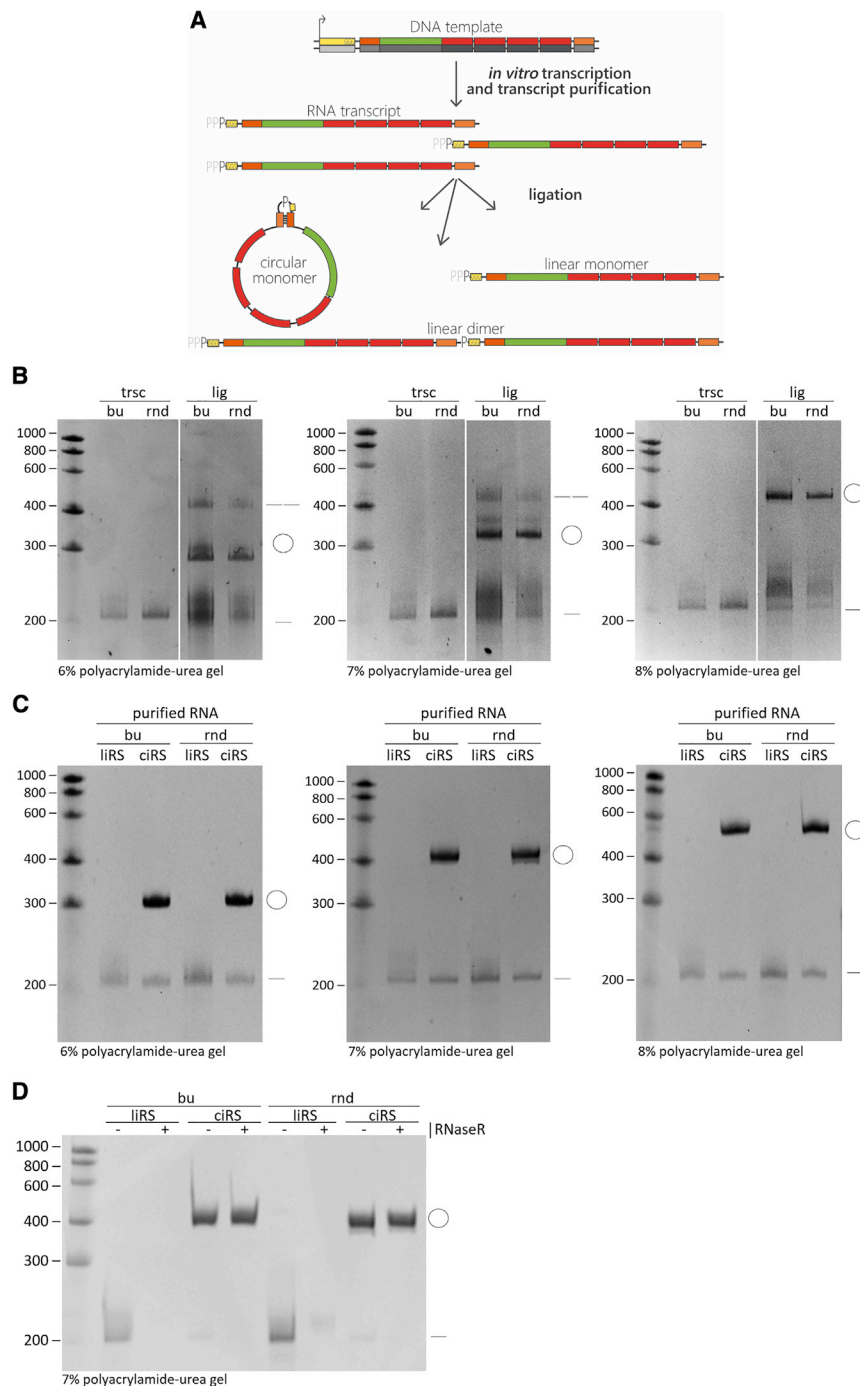 A
DNA template
in vitro transcription
and transcript purification
RNA transcript
PPP
PPP
PPP
ligation
P
circular
monomer
linear monomer
PPP
linear dimer
PPP
P
B
trsc lig
bu rnd bu rnd
1000
800
600
400
300
200
6% polyacrylamide-urea gel
trsc lig
bu rnd bu rnd
1000
800
600
400
300
200
7% polyacrylamide-urea gel
trsc lig
bu rnd bu rnd
1000
800
600
400
300
200
8% polyacrylamide-urea gel
C
purified RNA
bu rnd
liRS ciRS liRS ciRS
1000
800
600
400
300
200
6% polyacrylamide-urea gel
purified RNA
bu rnd
liRS ciRS liRS ciRS
1000
800
600
400
300
200
7% polyacrylamide-urea gel
purified RNA
bu rnd
liRS ciRS liRS ciRS
1000
800
600
400
300
200
8% polyacrylamide-urea gel
D
bu rnd
liRS ciRS liRS ciRS
- + - + - + - + RNaseR
1000
800
600
400
300
200
7% polyacrylamide-urea gel